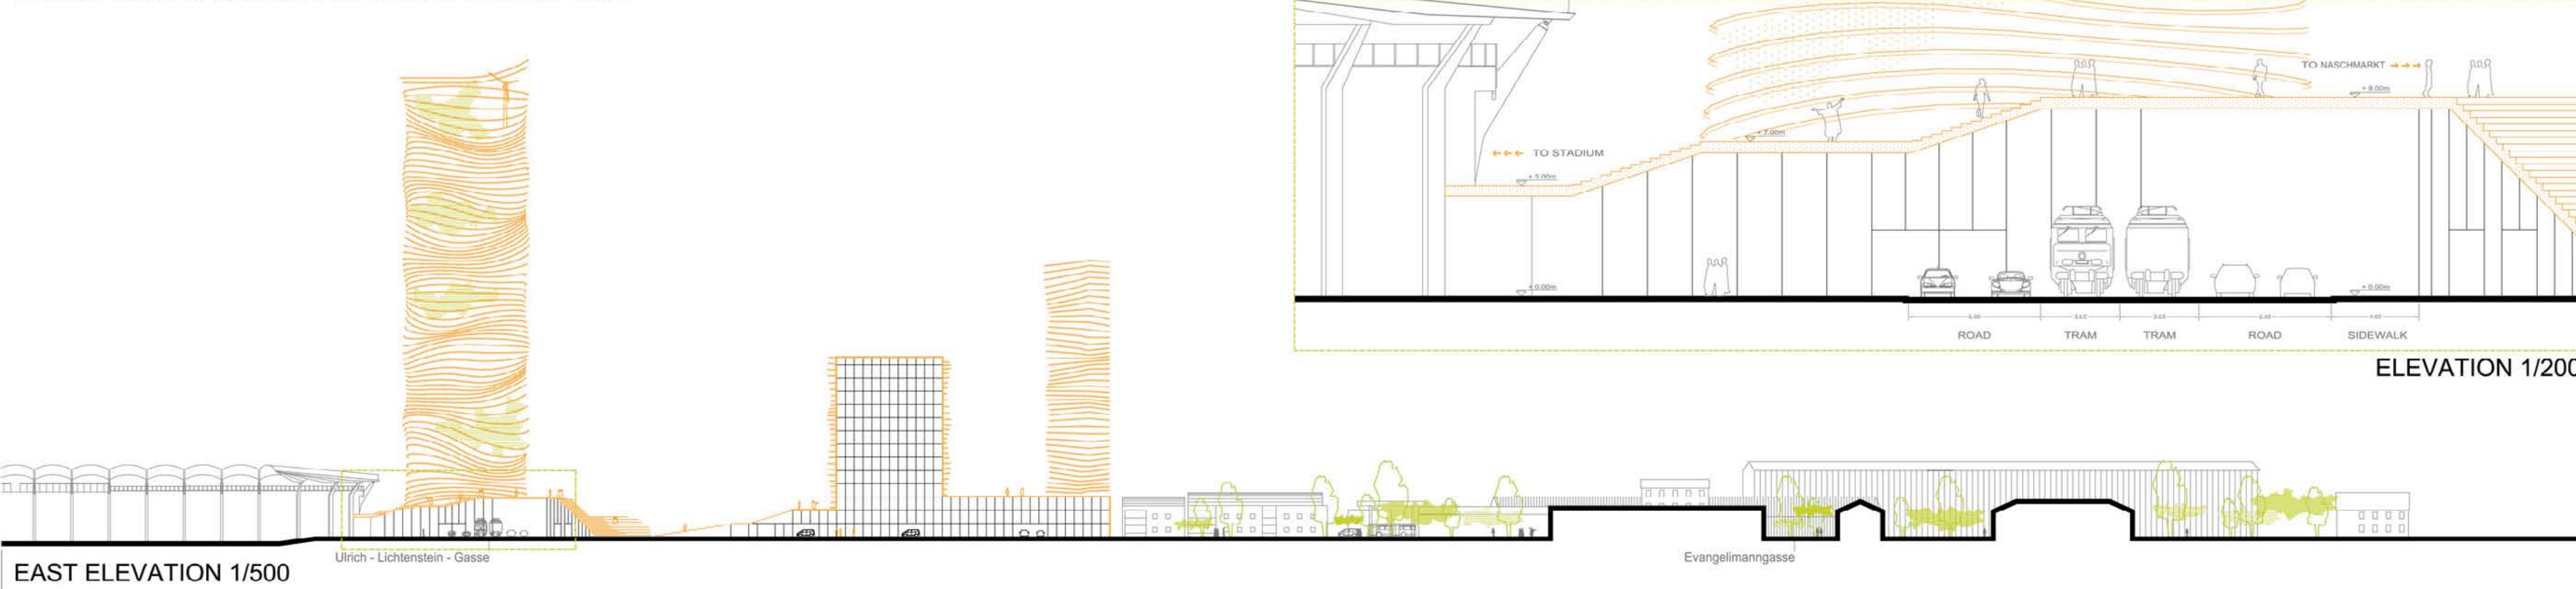 TO NASCHMARKT
+ 9.00m
+ 7.00m
TO STADIUM
+ 5.00m
+ 0.00m
+ 0.00m
ROAD TRAM TRAM ROAD SIDEWALK
ELEVATION 1/200
Ulrich - Lichtenstein - Gasse
Evangelimanngasse
EAST ELEVATION 1/500